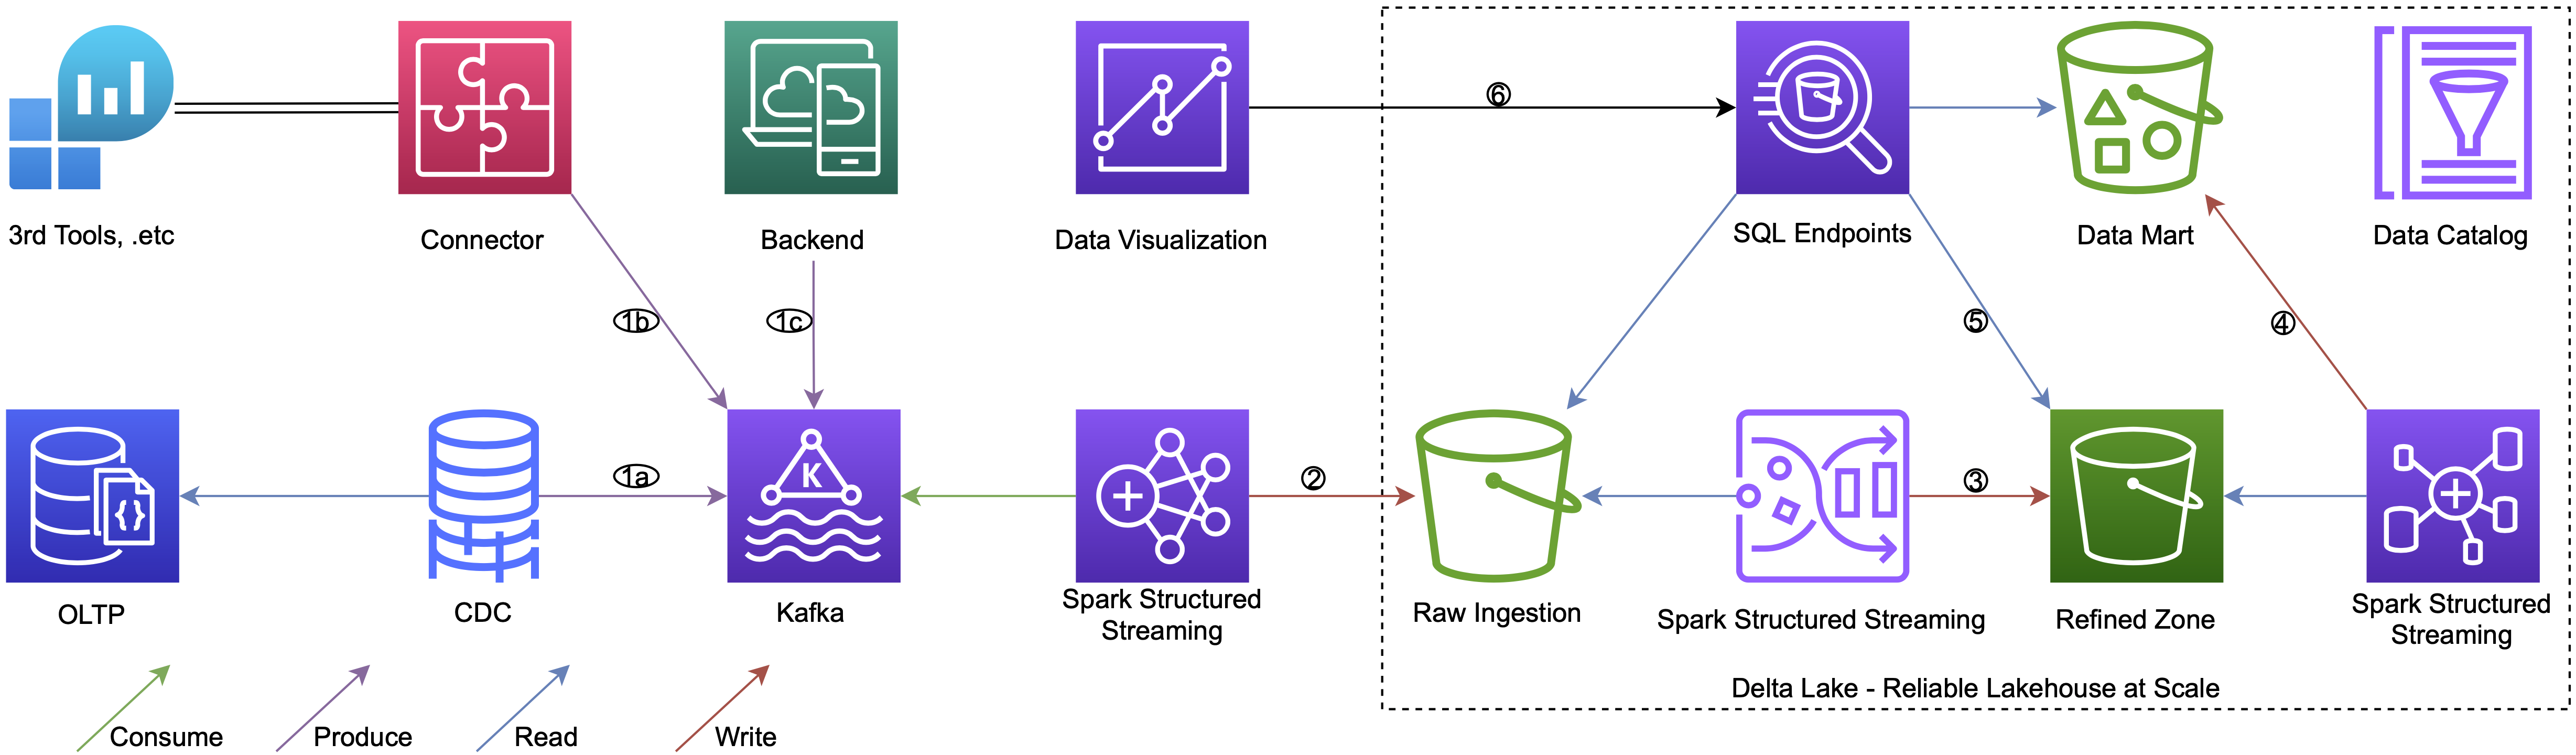 ⑥
3rd Tools, .etc
Connector
Backend
Data Visualization
SQL Endpoints
Data Mart
Data Catalog
1b
1c
⑤
④
1a
K
②
③
{}
OLTP
CDC
Kafka
Spark Structured
Streaming
Raw Ingestion
Spark Structured Streaming
Refined Zone
Spark Structured
Streaming
Delta Lake - Reliable Lakehouse at Scale
Consume
Produce
Read
Write